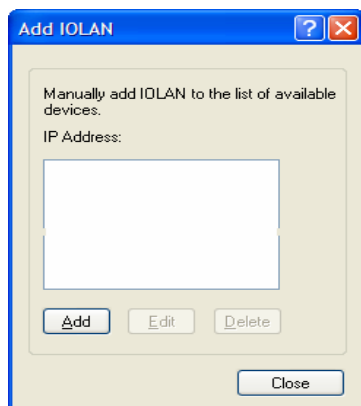 Add IOLAN
Manually add IOLAN to the list of available
devices.
IP Address:
Add Edit Delete
Close